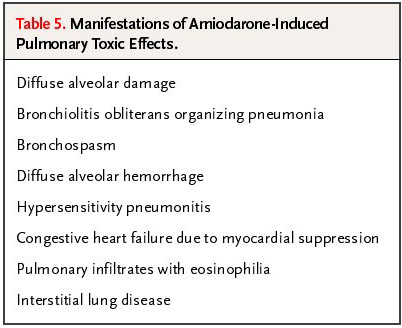 Table 5. Manifestations of Amiodarone-Induced
Pulmonary Toxic Effects.
Diffuse alveolar damage
Bronchiolitis obliterans organizing pneumonia
Bronchospasm
Diffuse alveolar hemorrhage
Hypersensitivity pneumonitis
Congestive heart failure due to myocardial suppression
Pulmonary infiltrates with eosinophilia
Interstitial lung disease